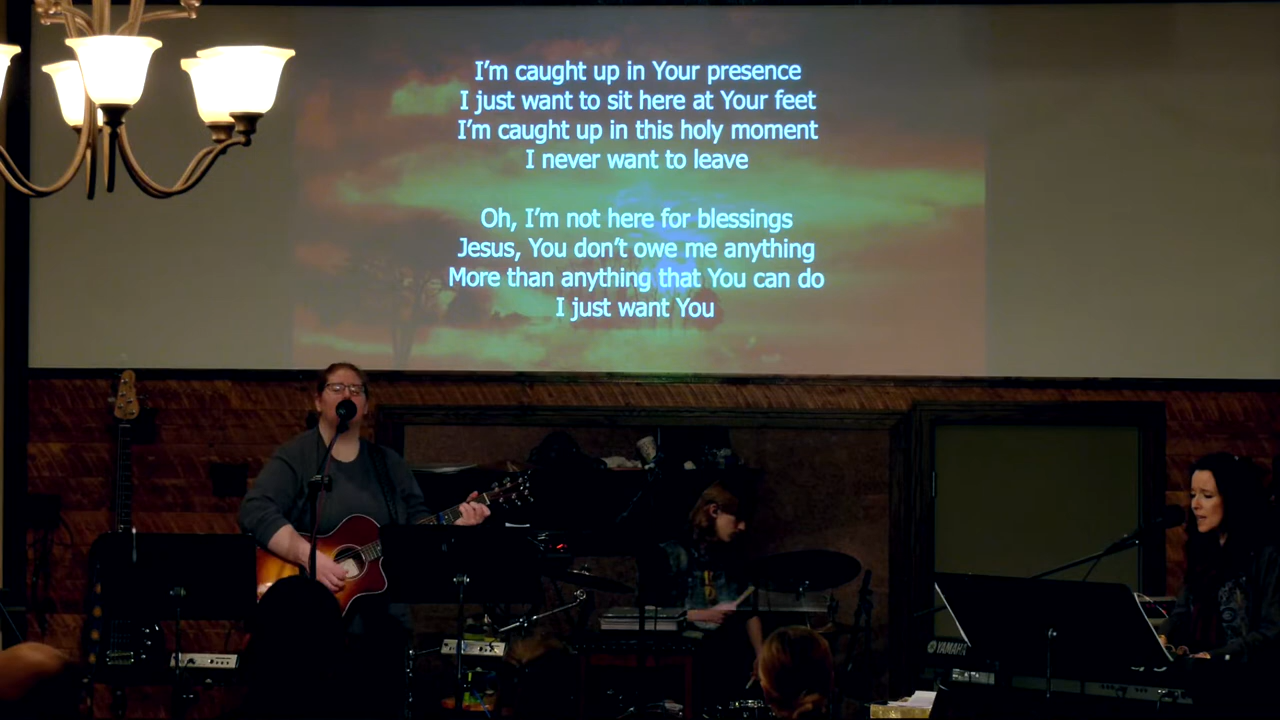 I'm caught up in Your presence
I just want to sit here at Your feet
I'm caught up in this holy moment
I never want to leave
Oh, I'm not here for blessings
Jesus, You don't owe me anything
More than anything that You can do
I just want You
YAMAHA